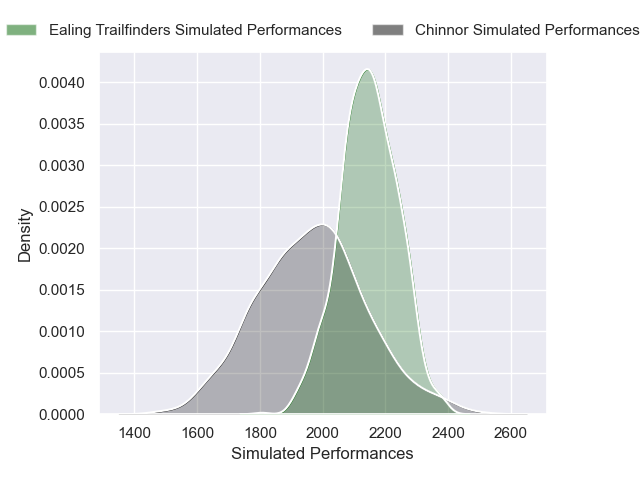 Ealing Trailfinders Simulated Performances
Chinnor Simulated Performances
0.0040
0.0035
0.0030
0.0025
0.0020
0.0015
0.0010
0.0005
0.0000
Density
1400 1600 1800 2000 2200 2400 2600
Simulated Performances